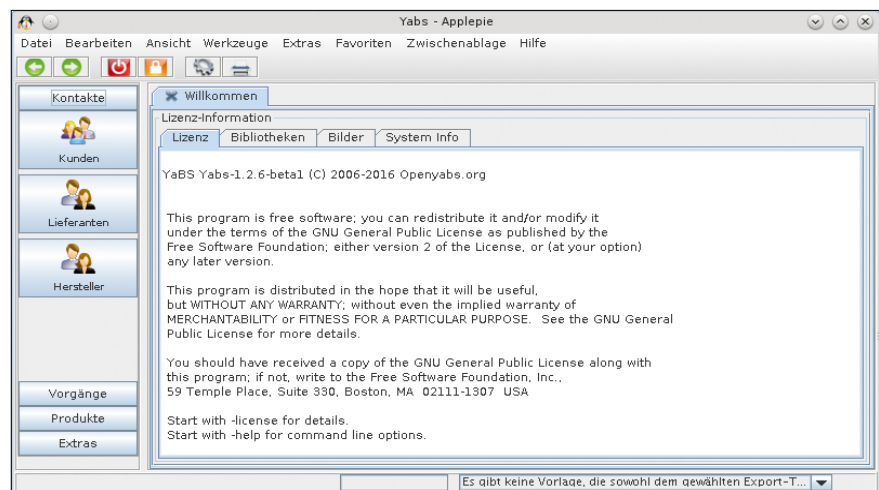 Yabs - Applepie
Datei Bearbeiten Ansicht Werkzeuge Extras Favoriten Zwischenablage Hilfe
Kontakte
Kunden
Lieferanten
Hersteller
Vorgänge
Produkte
Extras
Willkommen
Lizenz-Information
Lizenz Bibliotheken Bilder System Info
YaBS Yabs-1.2.6-beta1 (C) 2006-2016 Openyabs.org
This program is free software; you can redistribute it and/or modify it
under the terms of the GNU General Public License as published by the
Free Software Foundation; either version 2 of the License, or (at your option)
any later version.
This program is distributed in the hope that it will be useful,
but WITHOUT ANY WARRANTY; without even the implied warranty of
MERCHANTABILITY or FITNESS FOR A PARTICULAR PURPOSE.  See the GNU General
Public License for more details.
You should have received a copy of the GNU General Public License along with
this program; if not, write to the Free Software Foundation, Inc.,
59 Temple Place, Suite 330, Boston, MA  02111-1307  USA
Start with -license for details.
Start with -help for command line options.
Es gibt keine Vorlage, die sowohl dem gewählten Export-T...